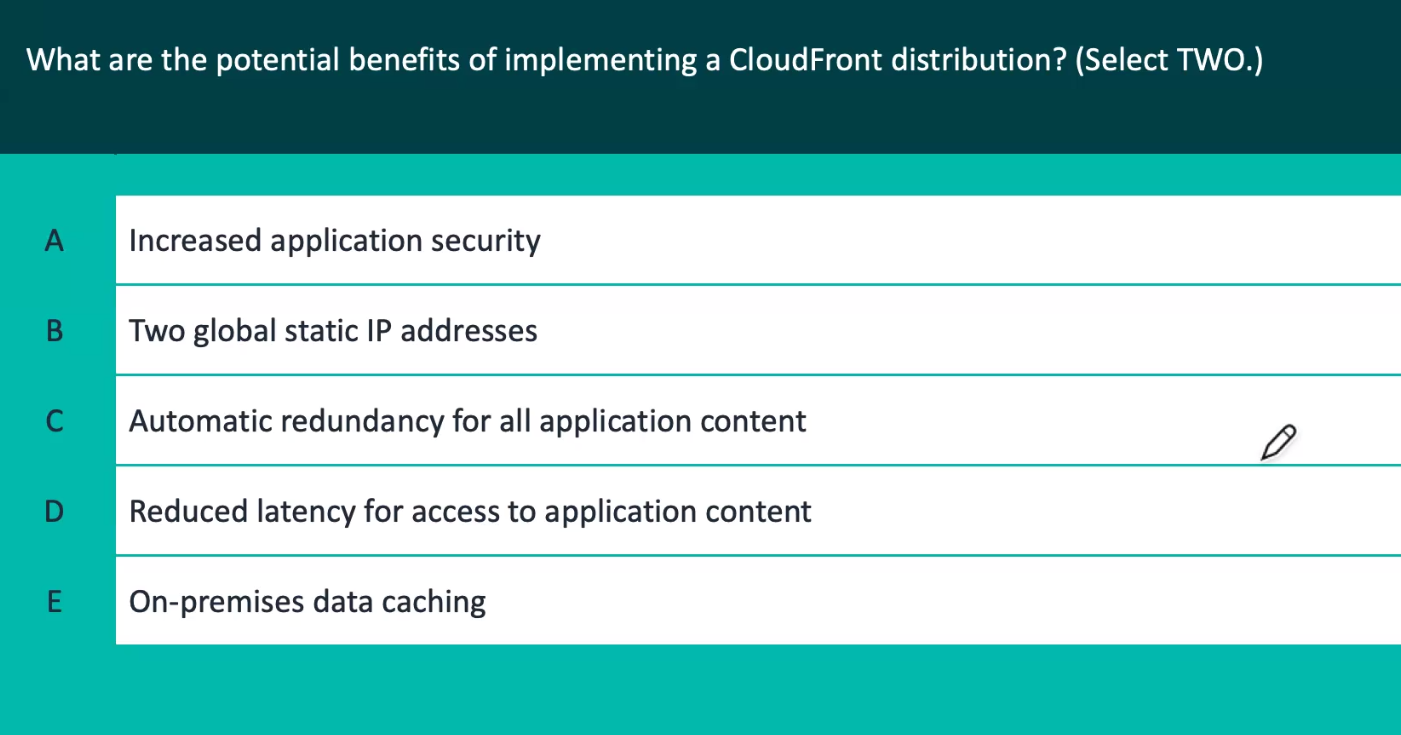 What are the potential benefits of implementing a CloudFront distribution? (Select TWO.)
A Increased application security
B Two global static IP addresses
C Automatic redundancy for all application content
D Reduced latency for access to application content
E On-premises data caching